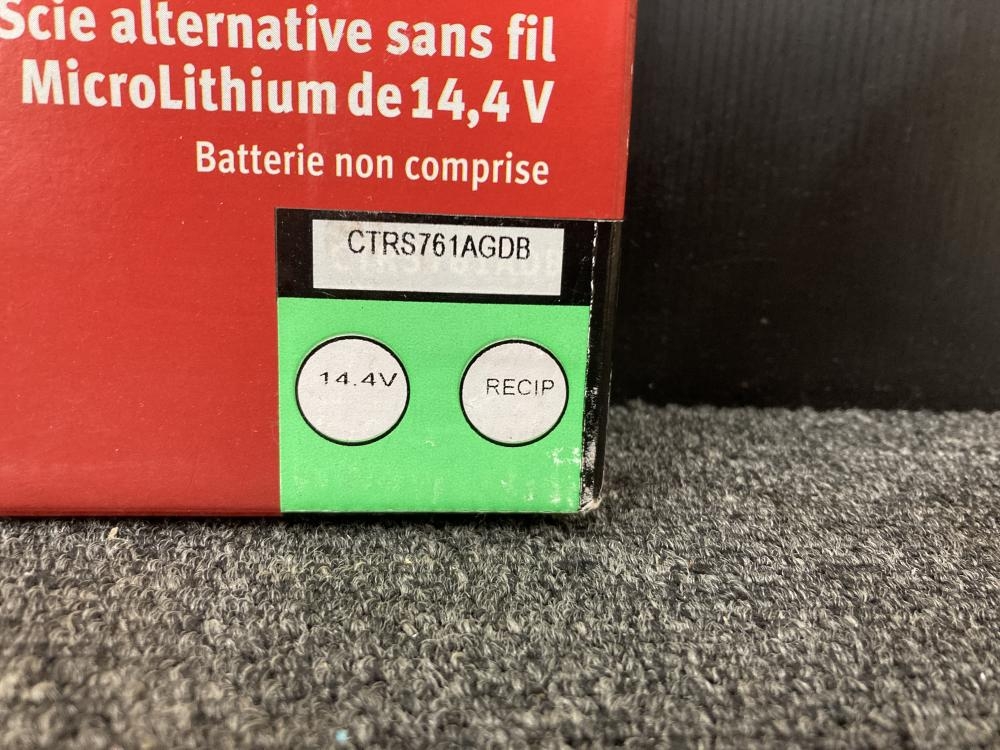 Scie alternative sans fil
MicroLithium de 14,4 V
Batterie non comprise
CTRS761AGDB
14.4V
RECIP